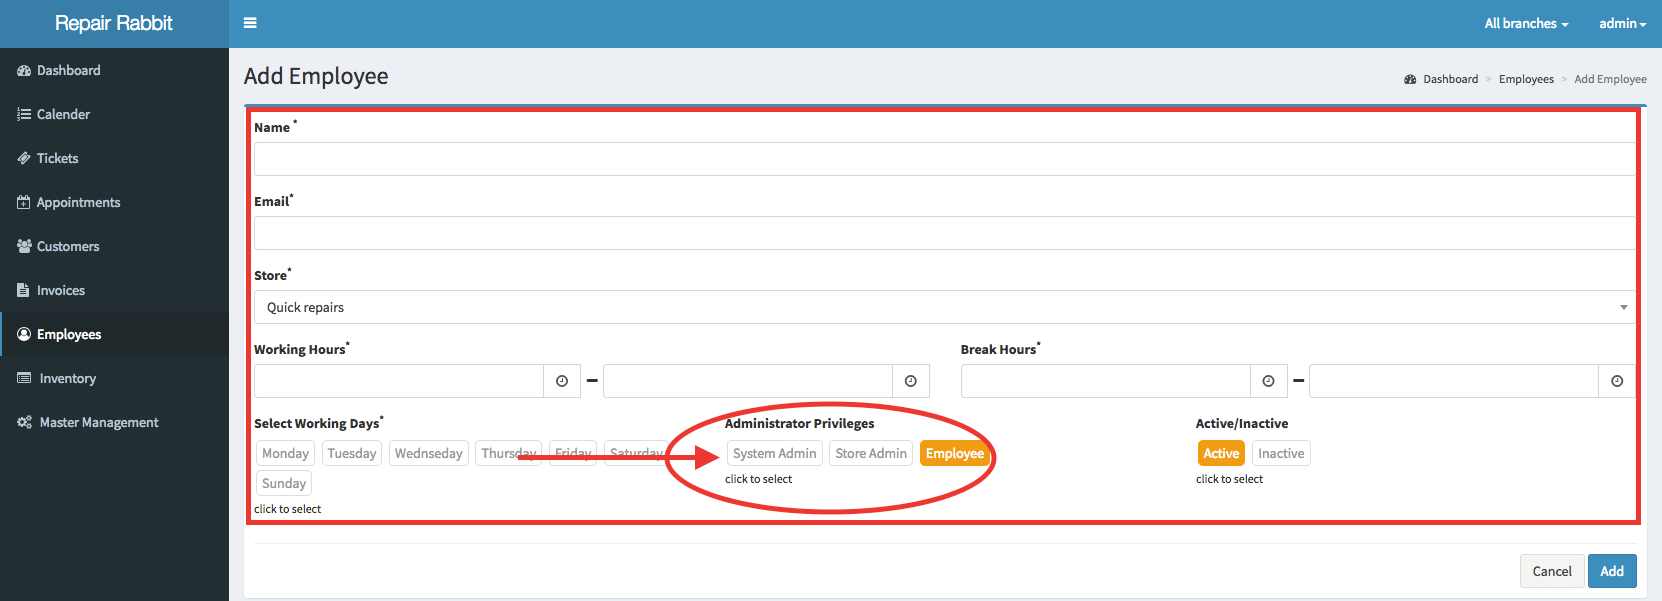 Repair Rabbit
All branches
admin
Dashboard
Calender
Tickets
Appointments
Customers
Invoices
Employees
Inventory
Master Management
Add Employee
Dashboard > Employees > Add Employee
Name *
Email*
Store*
Quick repairs
Working Hours*
Break Hours*
Select Working Days*
Monday Tuesday Wednseday Thursday Friday Saturday
Sunday
click to select
Administrator Privileges
System Admin Store Admin Employee
click to select
Active/Inactive
Active Inactive
click to select
Cancel Add